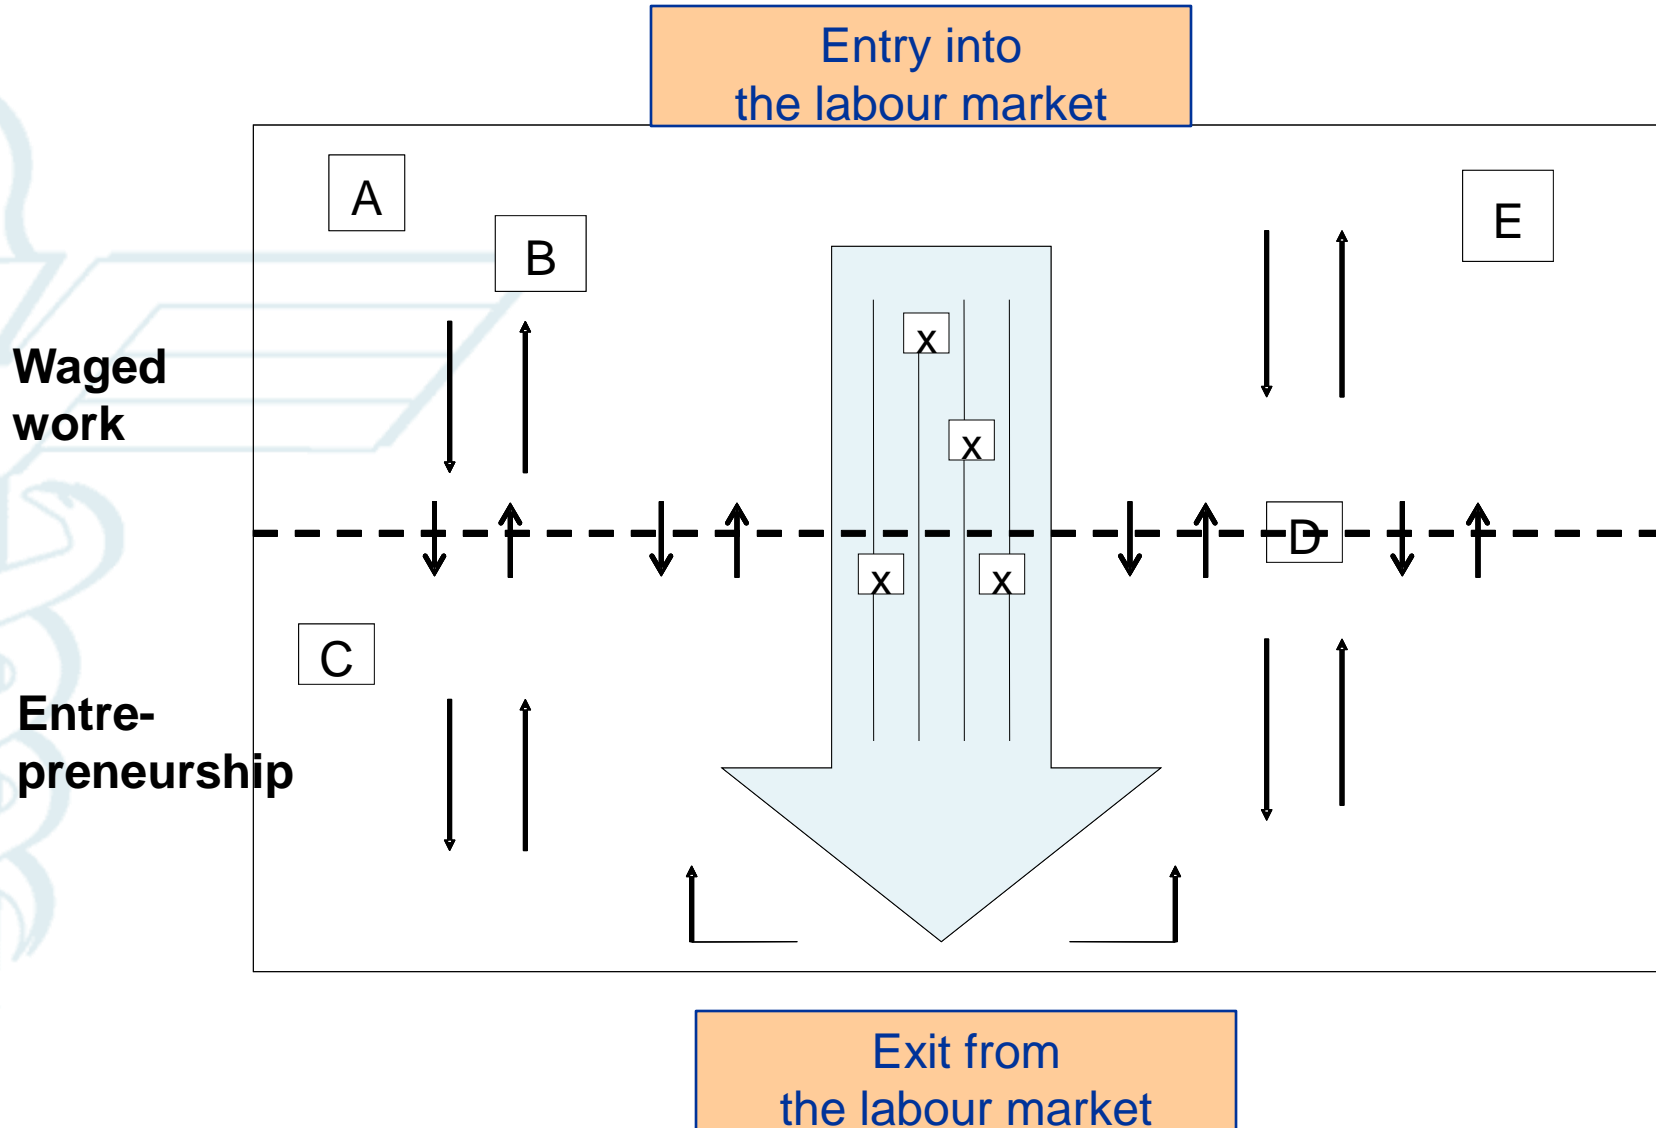 Entry into
the labour market
A
B
E
x
Waged
work
x
D
x
x
C
Entre-
preneurship
Exit from
the labour market